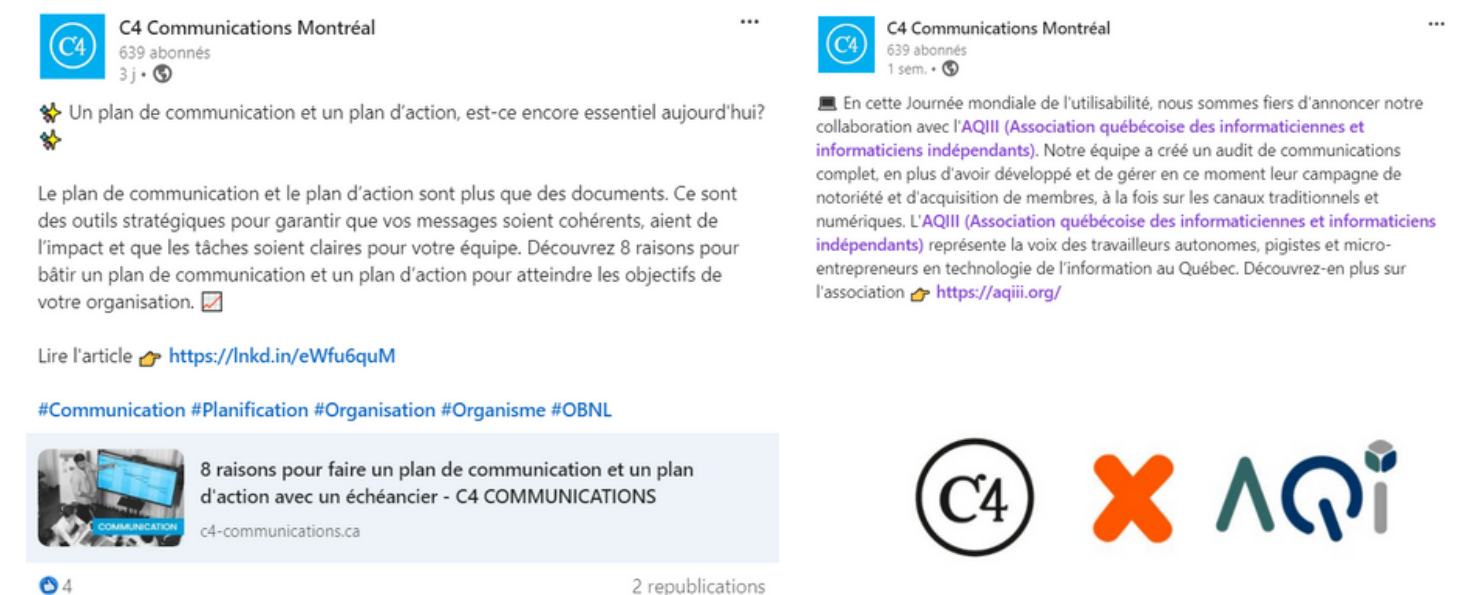 C4 Communications Montréal
639 abonnés
3 j •
Un plan de communication et un plan d'action, est-ce encore essentiel aujourd'hui?
Le plan de communication et le plan d'action sont plus que des documents. Ce sont
des outils stratégiques pour garantir que vos messages soient cohérents, aient de
l'impact et que les tâches soient claires pour votre équipe. Découvrez 8 raisons pour
bâtir un plan de communication et un plan d'action pour atteindre les objectifs de
votre organisation.
Lire l'article 👉 https://lnkd.in/eWfu6quM
#Communication #Planification #Organisation #Organisme #OBNL
8 raisons pour faire un plan de communication et un plan
d'action avec un échéancier - C4 COMMUNICATIONS
c4-communications.ca
COMMUNICATION
4
2 republications
C4 Communications Montréal
639 abonnés
1 sem. •
En cette Journée mondiale de l'utilisabilité, nous sommes fiers d'annoncer notre
collaboration avec l'AQIII (Association québécoise des informaticiennes et
informaticiens indépendants). Notre équipe a créé un audit de communications
complet, en plus d'avoir développé et de gérer en ce moment leur campagne de
notoriété et d'acquisition de membres, à la fois sur les canaux traditionnels et
numériques. L'AQIII (Association québécoise des informaticiennes et informaticiens
indépendants) représente la voix des travailleurs autonomes, pigistes et micro-
entrepreneurs en technologie de l'information au Québec. Découvrez-en plus sur
l'association 👉 https://aqiii.org/
C4 X AQi